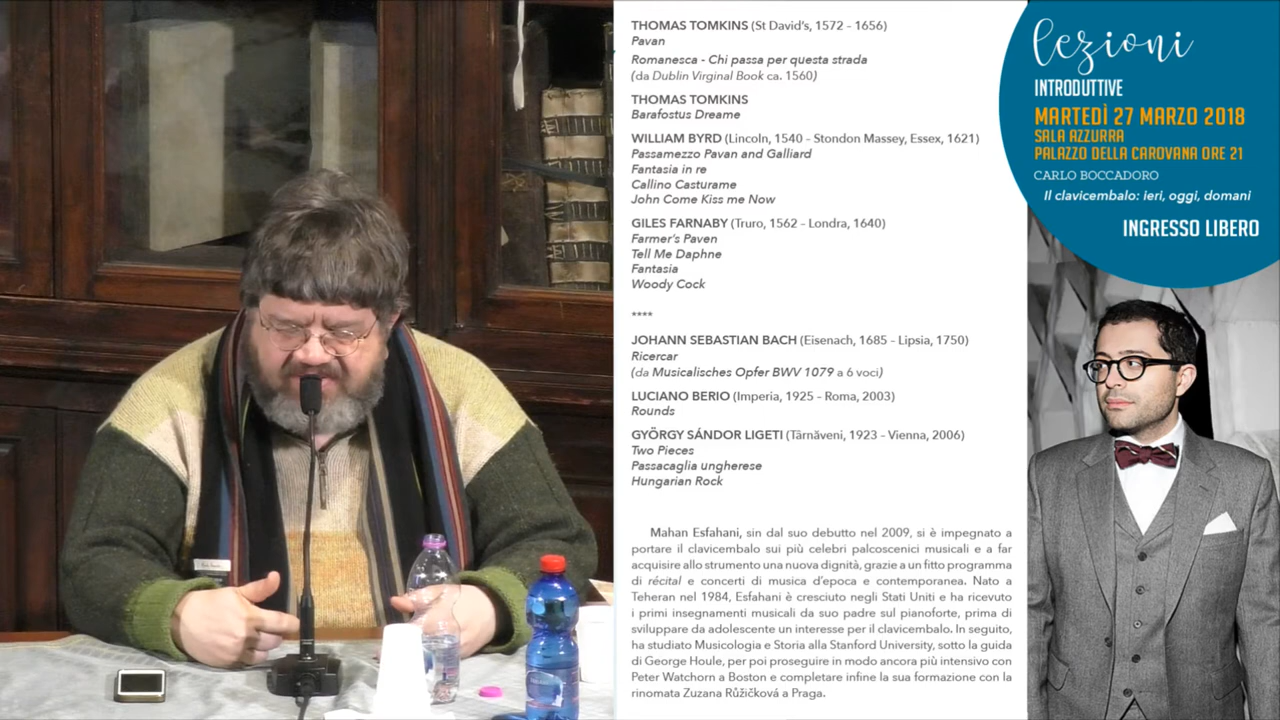 THOMAS TOMKINS (St David's, 1572 – 1656)
Pavan
Romanesca - Chi passa per questa strada
(da Dublin Virginal Book ca. 1560)
THOMAS TOMKINS
Barafostus Dreame
WILLIAM BYRD (Lincoln, 1540 – Stondon Massey, Essex, 1621)
Passamezzo Pavan and Galliard
Fantasia in re
Callino Casturame
John Come Kiss me Now
GILES FARNABY (Truro, 1562 – Londra, 1640)
Farmer's Paven
Tell Me Daphne
Fantasia
Woody Cock
****
JOHANN SEBASTIAN BACH (Eisenach, 1685 – Lipsia, 1750)
Ricercar
(da Musicalisches Opfer BWV 1079 a 6 voci)
LUCIANO BERIO (Imperia, 1925 – Roma, 2003)
Rounds
GYÖRGY SÁNDOR LIGETI (Târnăveni, 1923 – Vienna, 2006)
Two Pieces
Passacaglia ungherese
Hungarian Rock
Mahan Esfahani, sin dal suo debutto nel 2009, si è impegnato a
portare il clavicembalo sui più celebri palcoscenici musicali e a far
acquisire allo strumento una nuova dignità, grazie a un fitto programma
di récital e concerti di musica d'epoca e contemporanea. Nato a
Teheran nel 1984, Esfahani è cresciuto negli Stati Uniti e ha ricevuto
i primi insegnamenti musicali da suo padre sul pianoforte, prima di
sviluppare da adolescente un interesse per il clavicembalo. In seguito,
ha studiato Musicologia e Storia alla Stanford University, sotto la guida
di George Houle, per poi proseguire in modo ancora più intensivo con
Peter Watchorn a Boston e completare infine la sua formazione con la
rinomata Zuzana Růžičková a Praga.
lezioni
INTRODUTTIVE
MARTEDÌ 27 MARZO 2018
SALA AZZURRA
PALAZZO DELLA CAROVANA ORE 21
CARLO BOCCADORO
Il clavicembalo: ieri, oggi, domani
INGRESSO LIBERO